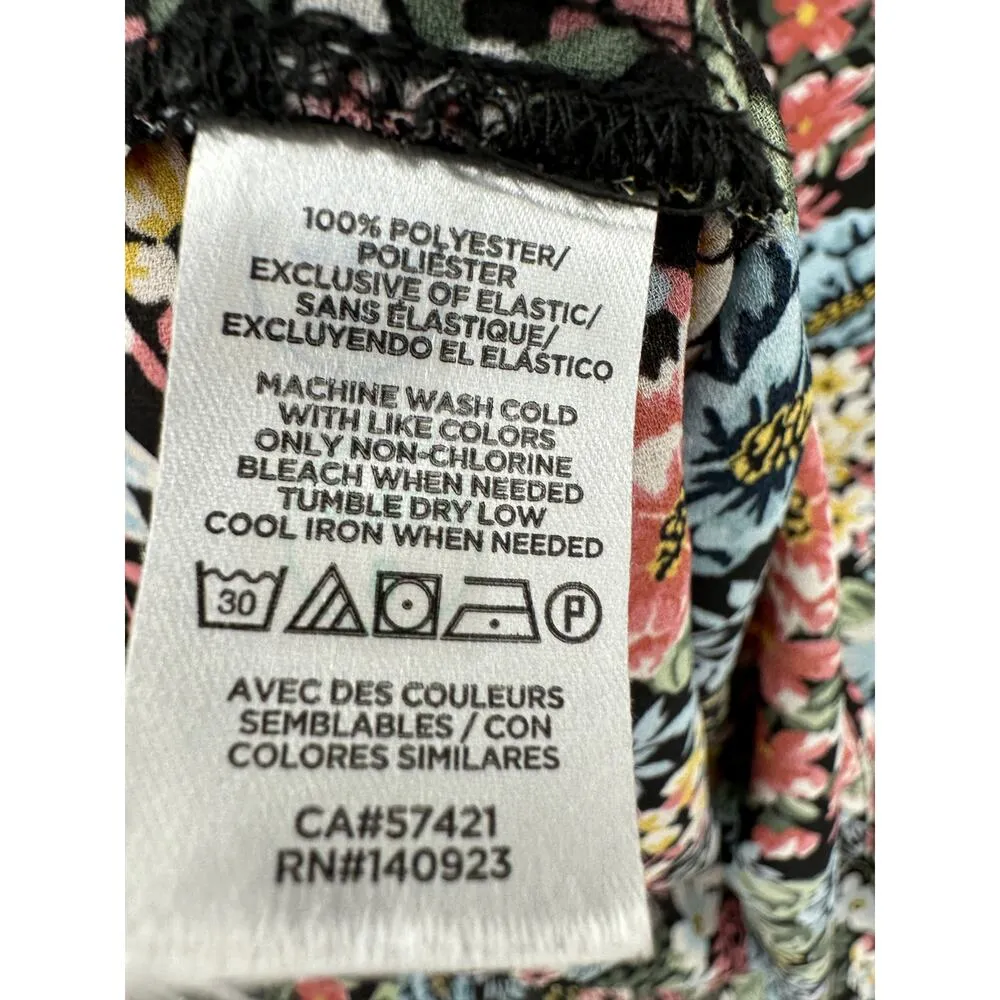 100% POLYESTER/
POLIÉSTER
EXCLUSIVE OF ELASTIC/
SANS ÉLASTIQUE/
EXCLUYENDO EL ELÁSTICO
MACHINE WASH COLD
WITH LIKE COLORS
ONLY NON-CHLORINE
BLEACH WHEN NEEDED
TUMBLE DRY LOW
COOL IRON WHEN NEEDED
30 P
AVEC DES COULEURS
SEMBLABLES / CON
COLORES SIMILARES
CA#57421
RN#140923